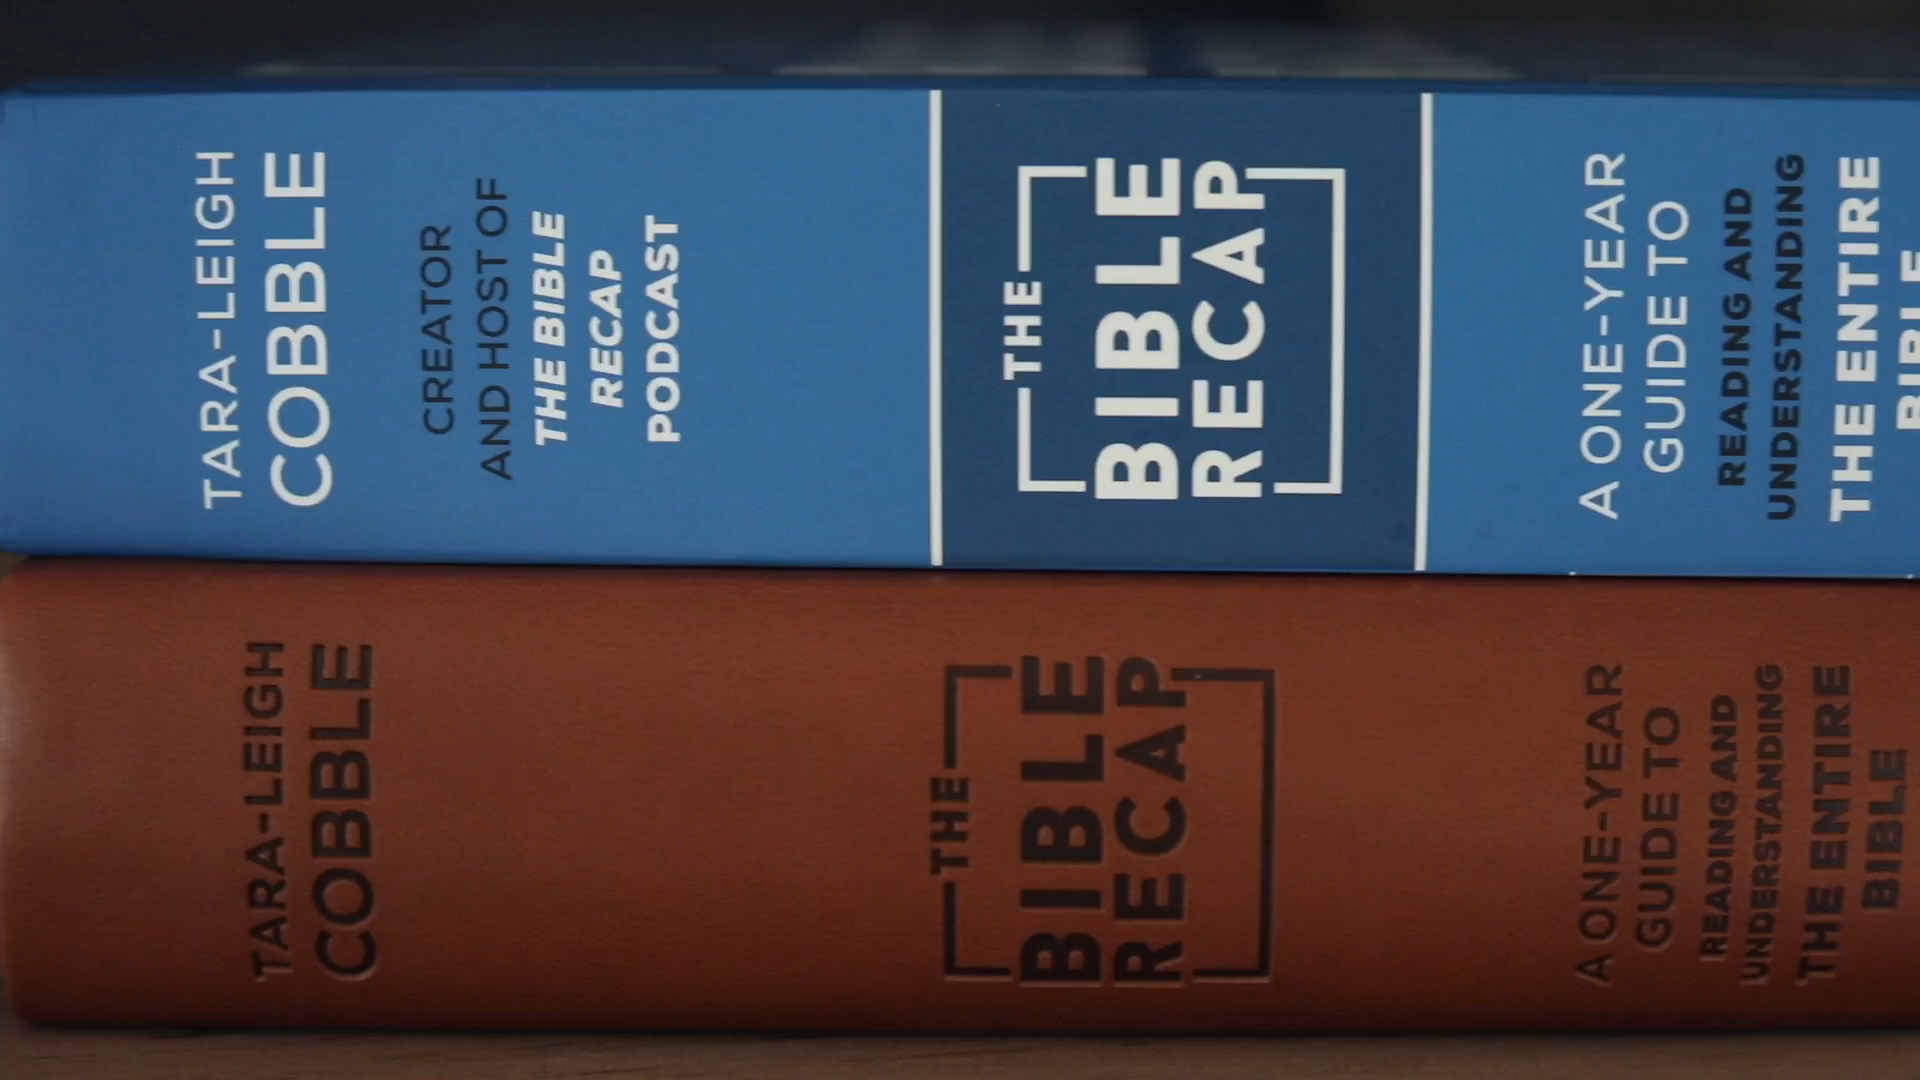 TARA-LEIGH
COBBLE
CREATOR
AND HOST OF
THE BIBLE
RECAP
PODCAST
THE
BIBLE
RECAP
A ONE-YEAR
GUIDE TO
READING AND
UNDERSTANDING
THE ENTIRE
BIBLE
TARA-LEIGH
COBBLE
THE
BIBLE
RECAP
A ONE-YEAR
GUIDE TO
READING AND
UNDERSTANDING
THE ENTIRE
BIBLE